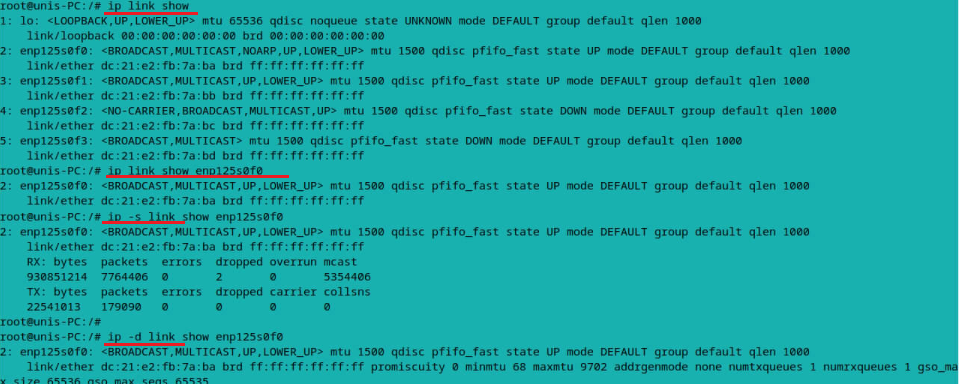 root@unis-PC:/# ip link show
1: lo: <LOOPBACK,UP,LOWER_UP> mtu 65536 qdisc noqueue state UNKNOWN mode DEFAULT group default qlen 1000
    link/loopback 00:00:00:00:00:00 brd 00:00:00:00:00:00
2: enp125s0f0: <BROADCAST,MULTICAST,NOARP,UP,LOWER_UP> mtu 1500 qdisc pfifo_fast state UP mode DEFAULT group default qlen 1000
    link/ether dc:21:e2:fb:7a:ba brd ff:ff:ff:ff:ff:ff
3: enp125s0f1: <BROADCAST,MULTICAST,UP,LOWER_UP> mtu 1500 qdisc pfifo_fast state UP mode DEFAULT group default qlen 1000
    link/ether dc:21:e2:fb:7a:bb brd ff:ff:ff:ff:ff:ff
4: enp125s0f2: <NO-CARRIER,BROADCAST,MULTICAST,UP> mtu 1500 qdisc pfifo_fast state DOWN mode DEFAULT group default qlen 1000
    link/ether dc:21:e2:fb:7a:bc brd ff:ff:ff:ff:ff:ff
5: enp125s0f3: <BROADCAST,MULTICAST> mtu 1500 qdisc pfifo_fast state DOWN mode DEFAULT group default qlen 1000
    link/ether dc:21:e2:fb:7a:bd brd ff:ff:ff:ff:ff:ff
root@unis-PC:/# ip link show enp125s0f0
2: enp125s0f0: <BROADCAST,MULTICAST,UP,LOWER_UP> mtu 1500 qdisc pfifo_fast state UP mode DEFAULT group default qlen 1000
    link/ether dc:21:e2:fb:7a:ba brd ff:ff:ff:ff:ff:ff
root@unis-PC:/# ip -s link show enp125s0f0
2: enp125s0f0: <BROADCAST,MULTICAST,UP,LOWER_UP> mtu 1500 qdisc pfifo_fast state UP mode DEFAULT group default qlen 1000
    link/ether dc:21:e2:fb:7a:ba brd ff:ff:ff:ff:ff:ff
    RX: bytes  packets  errors  dropped overrun mcast
    930851214  7764406  0       2       0       5354406
    TX: bytes  packets  errors  dropped carrier collsns
    22541013   179090   0       0       0       0
root@unis-PC:/#
root@unis-PC:/# ip -d link show enp125s0f0
2: enp125s0f0: <BROADCAST,MULTICAST,UP,LOWER_UP> mtu 1500 qdisc pfifo_fast state UP mode DEFAULT group default qlen 1000
    link/ether dc:21:e2:fb:7a:ba brd ff:ff:ff:ff:ff:ff promiscuity 0 minmtu 68 maxmtu 9702 addrgenmode none numtxqueues 1 numrxqueues 1 gso_ma
x_size 65536 gso_max_segs 65535